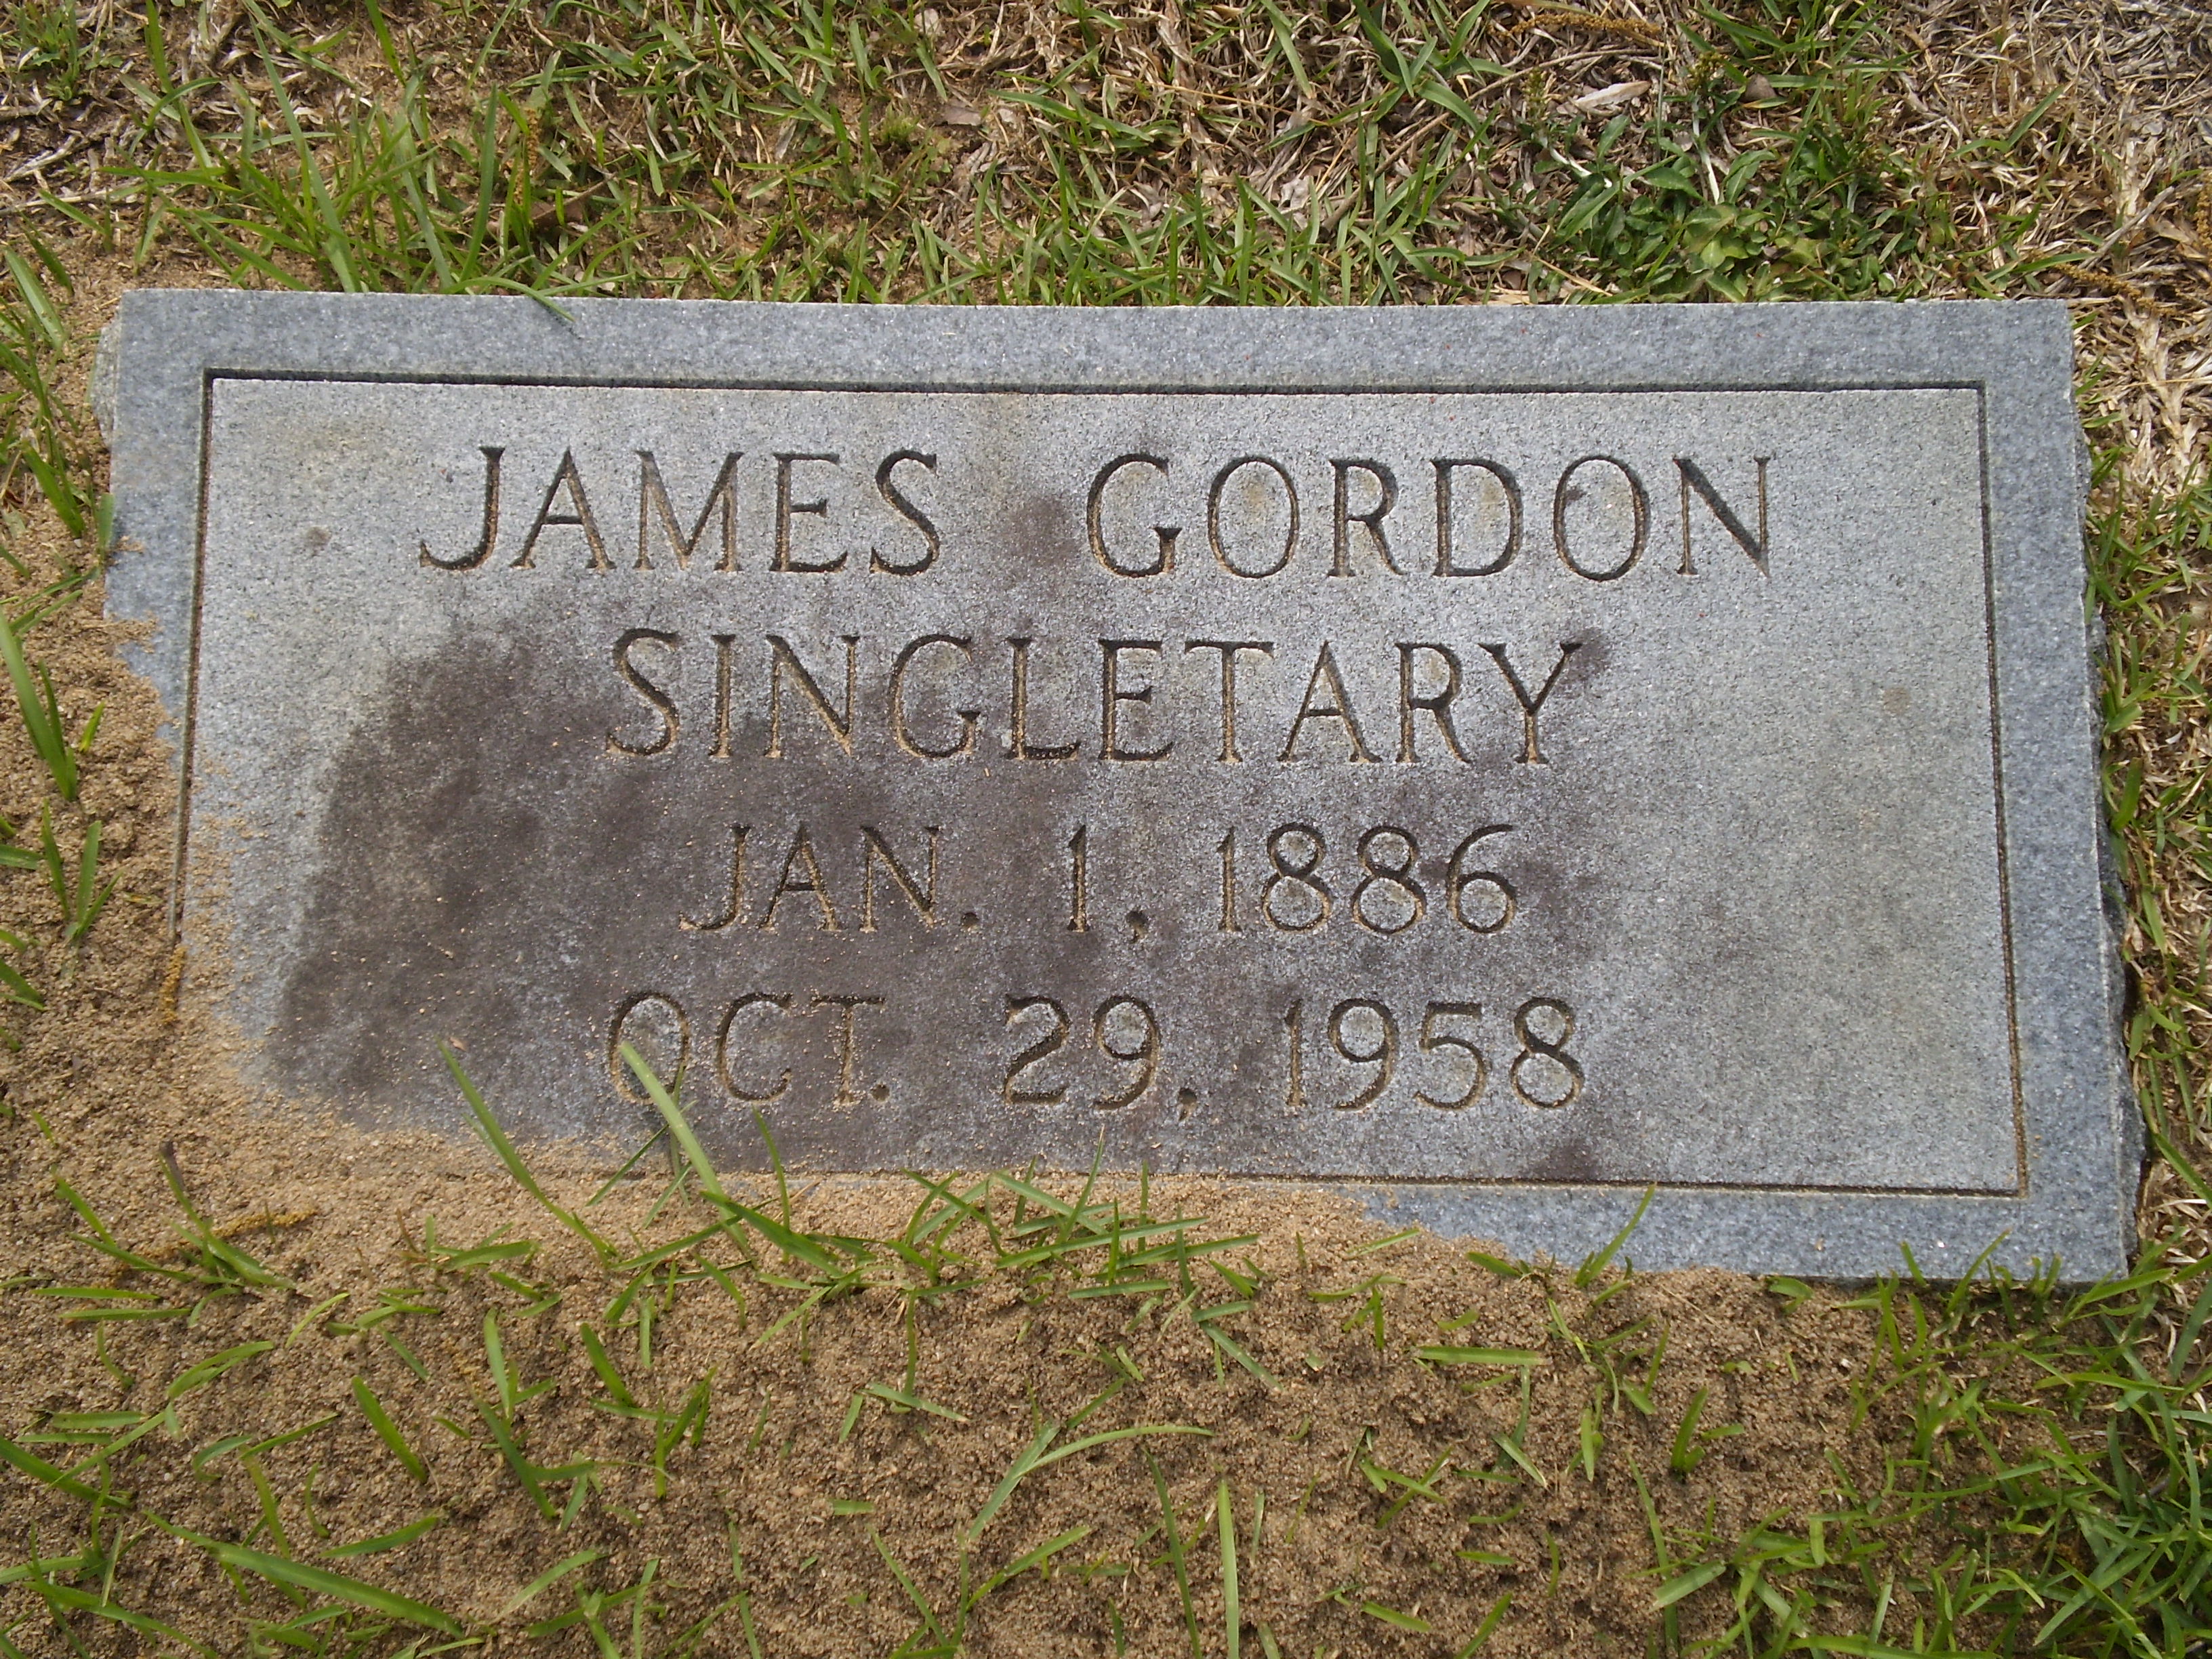 JAMES GORDON
SINGLETARY
JAN. 1, 1886
OCT. 29, 1958